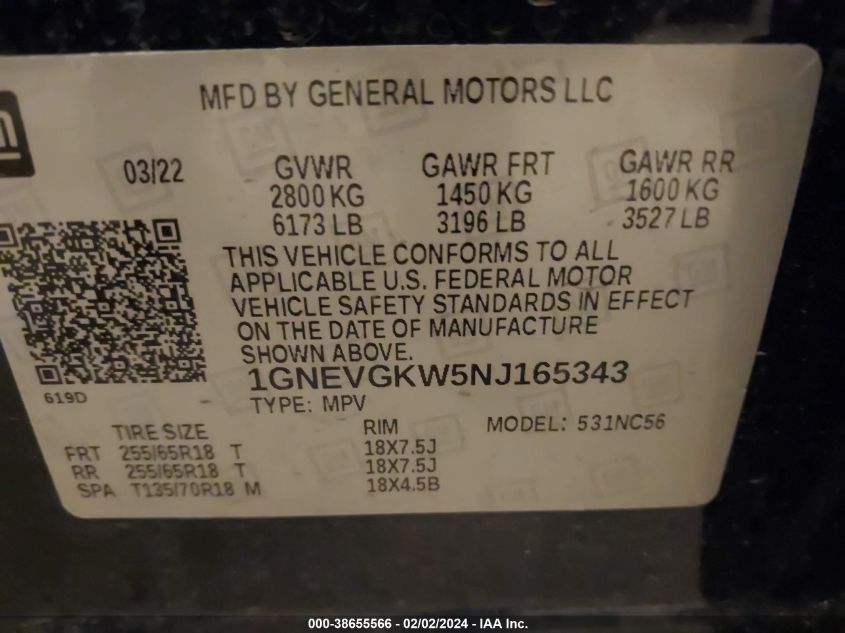 MFD BY GENERAL MOTORS LLC
03/22 GVWR GAWR FRT GAWR RR
2800 KG 1450 KG 1600 KG
6173 LB 3196 LB 3527 LB
THIS VEHICLE CONFORMS TO ALL
APPLICABLE U.S. FEDERAL MOTOR
VEHICLE SAFETY STANDARDS IN EFFECT
ON THE DATE OF MANUFACTURE
SHOWN ABOVE.
1GNEVGKW5NJ165343
619D
TYPE: MPV
TIRE SIZE RIM MODEL: 531NC56
FRT 255/65R18 T 18X7.5J
RR 255/65R18 T 18X7.5J
SPA T135/70R18 M 18X4.5B
000-38655566 - 02/02/2024 - IAA Holdings, LLC.